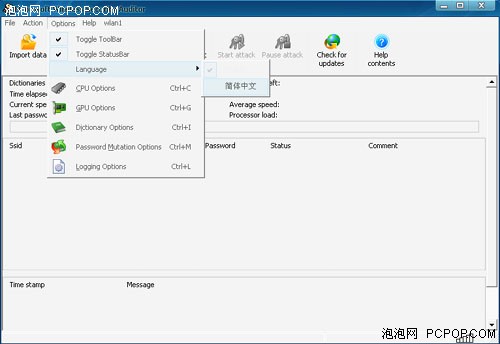 泡泡网 PCPOP.COM Auditor
File Action Options Help wlan1
Import data
Start attack
Pause attack
Check for updates
Help contents
Toggle ToolBar
Toggle StatusBar
Language
简体中文
CPU Options Ctrl+C
GPU Options Ctrl+G
Dictionary Options Ctrl+I
Password Mutation Options Ctrl+M
Logging Options Ctrl+L
Dictionaries
Time elapse
Current spe
Last passwo
eft:
Average speed:
Processor load:
Ssid Password Status Comment
Time stamp Message
泡泡网 PCPOP.COM